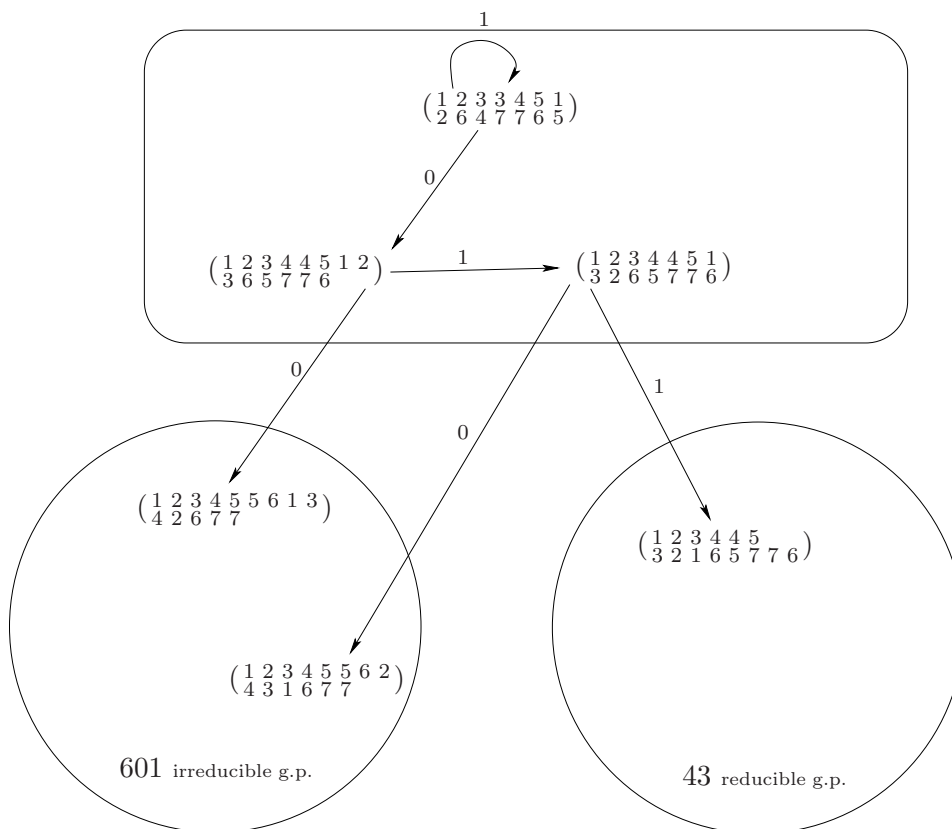 1
( 1 2 3 3 4 5 1
2 6 4 7 7 6 5 )
0
( 1 2 3 4 4 5 1 2
3 6 5 7 7 6 )
1
( 1 2 3 4 4 5 1
3 2 6 5 7 7 6 )
0
1
0
( 1 2 3 4 5 5 6 1 3
4 2 6 7 7 )
( 1 2 3 4 4 5
3 2 1 6 5 7 7 6 )
( 1 2 3 4 5 5 6 2
4 3 1 6 7 7 )
601 irreducible g.p.
43 reducible g.p.